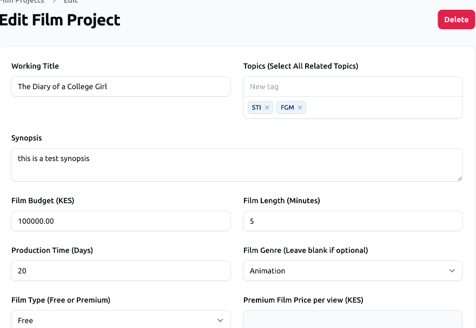 Film Projects > Edit
Edit Film Project
Delete
Working Title
The Diary of a College Girl
Topics (Select All Related Topics)
New tag
STI ×
FGM ×
Synopsis
this is a test synopsis
Film Budget (KES)
100000.00
Film Length (Minutes)
5
Production Time (Days)
20
Film Genre (Leave blank if optional)
Animation
Film Type (Free or Premium)
Free
Premium Film Price per view (KES)